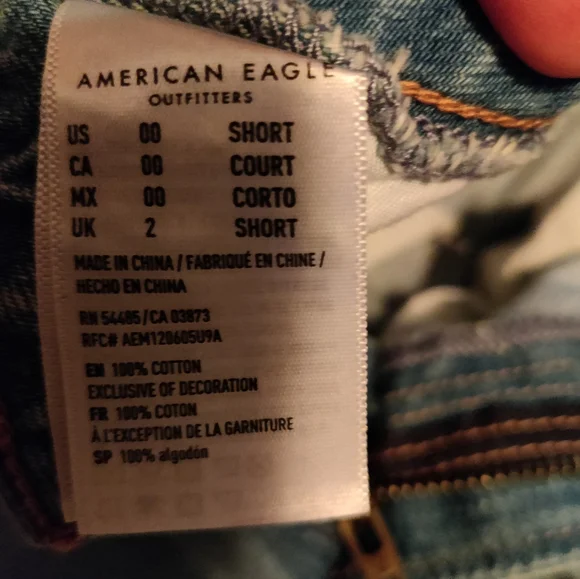 AMERICAN EAGLE
OUTFITTERS
US 00 SHORT
CA 00 COURT
MX 00 CORTO
UK 2 SHORT
MADE IN CHINA / FABRIQUÉ EN CHINE /
HECHO EN CHINA
RN 54485/CA 03873
RFC# AEM120605U9A
EN 100% COTTON
EXCLUSIVE OF DECORATION
FR 100% COTON
À L'EXCEPTION DE LA GARNITURE
SP 100% algodón